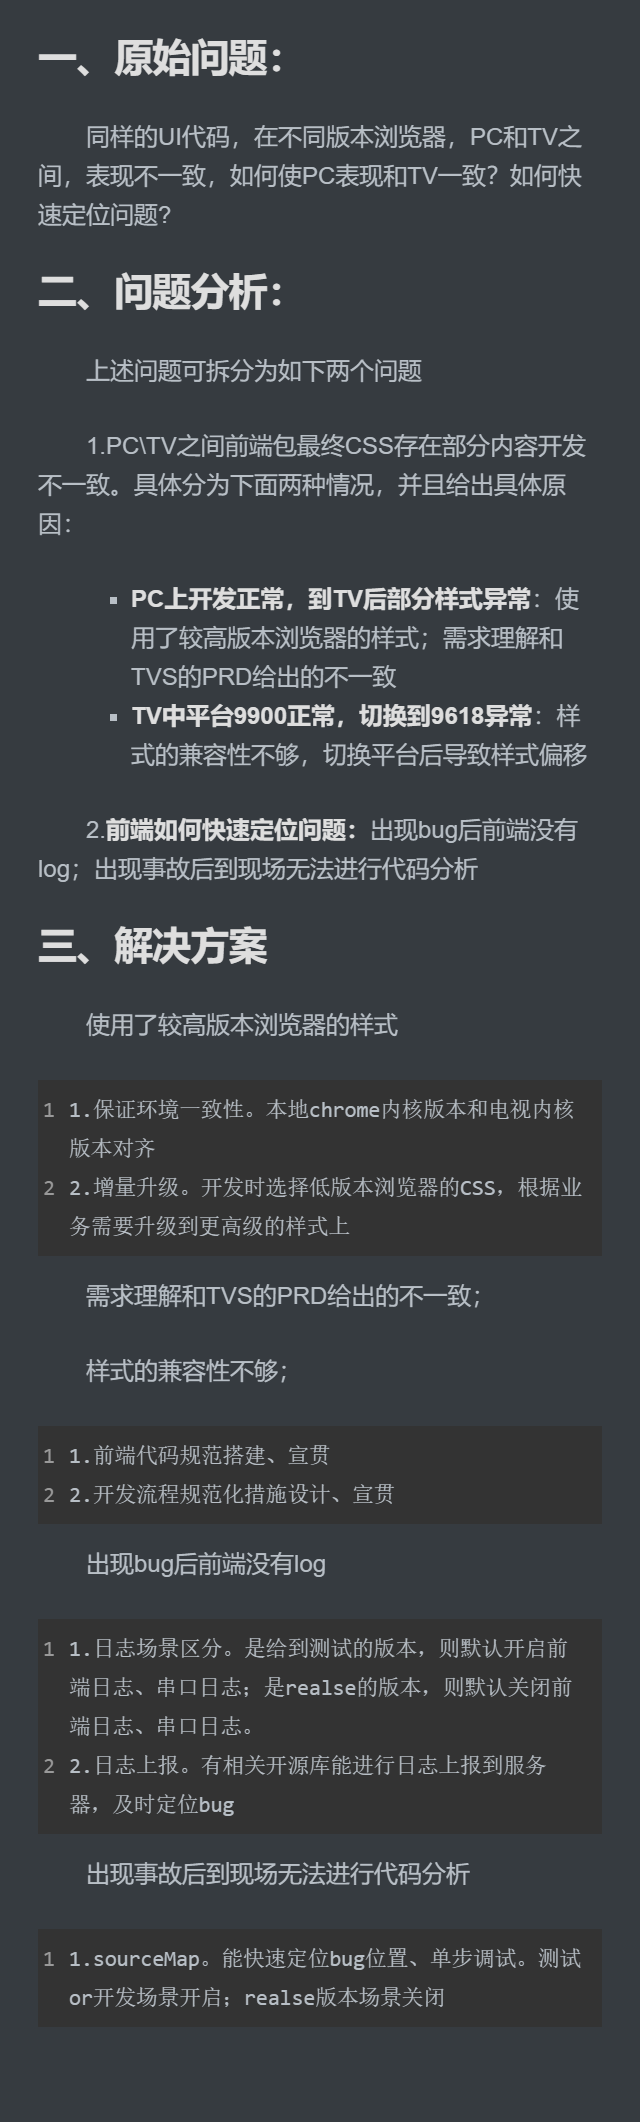 一、原始问题：
同样的UI代码，在不同版本浏览器，PC和TV之
间，表现不一致，如何使PC表现和TV一致？如何快
速定位问题?
二、问题分析：
上述问题可拆分为如下两个问题
1.PC\TV之间前端包最终CSS存在部分内容开发
不一致。具体分为下面两种情况，并且给出具体原
因：
▪ PC上开发正常，到TV后部分样式异常：使
用了较高版本浏览器的样式；需求理解和
TVS的PRD给出的不一致
▪ TV中平台9900正常，切换到9618异常：样
式的兼容性不够，切换平台后导致样式偏移
2.前端如何快速定位问题：出现bug后前端没有
log；出现事故后到现场无法进行代码分析
三、解决方案
使用了较高版本浏览器的样式
1 1.保证环境一致性。本地chrome内核版本和电视内核
版本对齐
2 2.增量升级。开发时选择低版本浏览器的CSS，根据业
务需要升级到更高级的样式上
需求理解和TVS的PRD给出的不一致；
样式的兼容性不够；
1 1.前端代码规范搭建、宣贯
2 2.开发流程规范化措施设计、宣贯
出现bug后前端没有log
1 1.日志场景区分。是给到测试的版本，则默认开启前
端日志、串口日志；是realse的版本，则默认关闭前
端日志、串口日志。
2 2.日志上报。有相关开源库能进行日志上报到服务
器，及时定位bug
出现事故后到现场无法进行代码分析
1 1.sourceMap。能快速定位bug位置、单步调试。测试
or开发场景开启；realse版本场景关闭